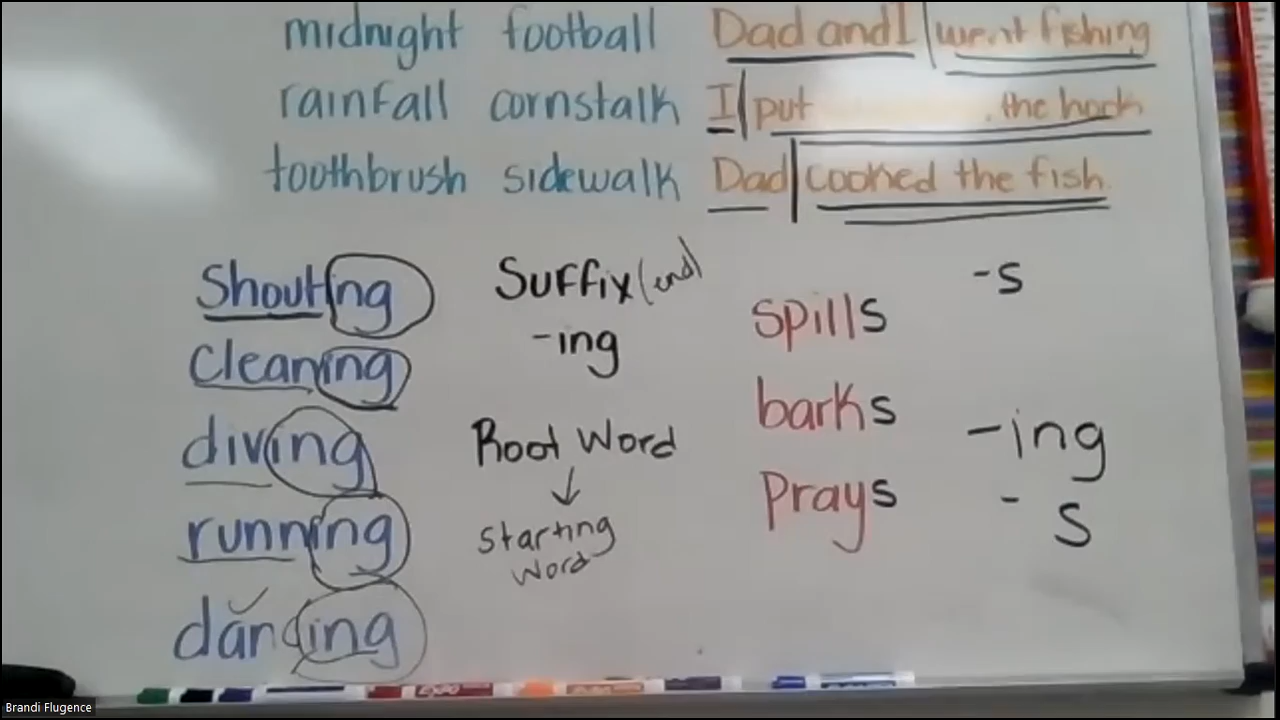 midnight football Dad and I went fishing
rainfall cornstalk I put the hook
toothbrush sidewalk Dad cooked the fish.
Shouting Suffix (end) -s
-ing spills
cleaning
Root Word barks -ing
diving
prays - s
running starting
word
dancing
EXPO
Brandi Flugence